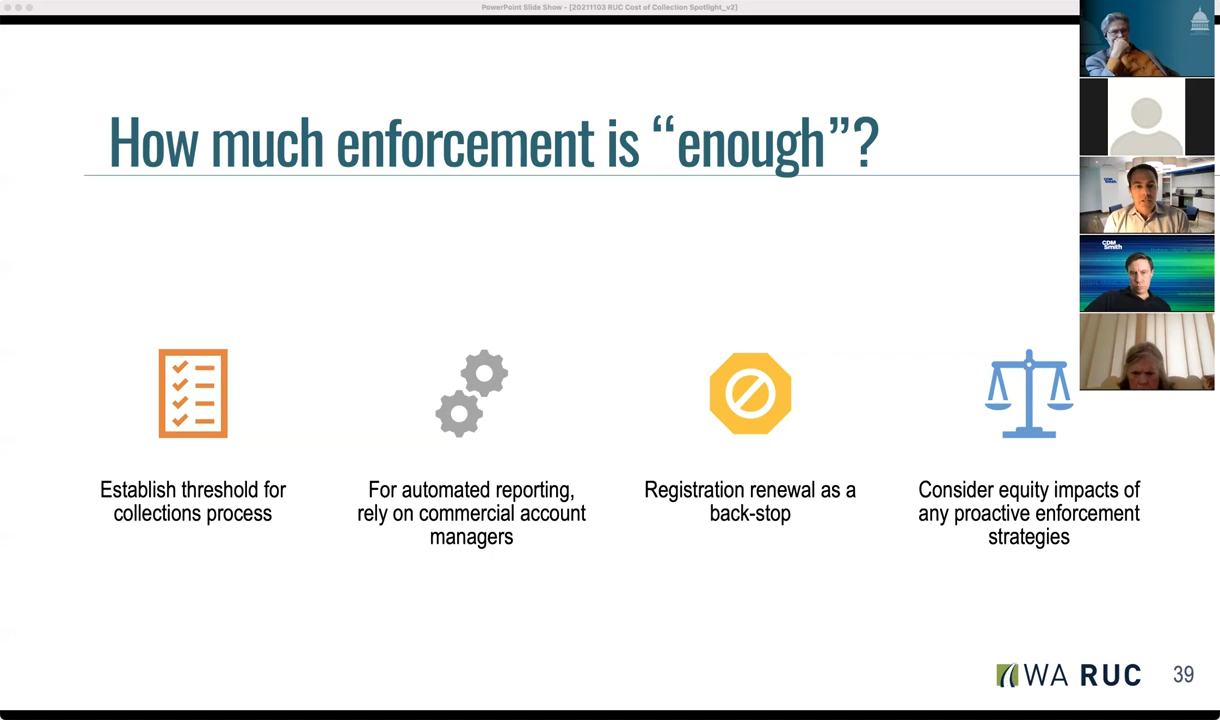 PowerPoint Slide Show - [20211103 RUC Cost of Collection Spotlight_v2]
How much enforcement is “enough”?
Establish threshold for
collections process
For automated reporting,
rely on commercial account
managers
Registration renewal as a
back-stop
Consider equity impacts of
any proactive enforcement
strategies
CDM
Smith
WA RUC
39